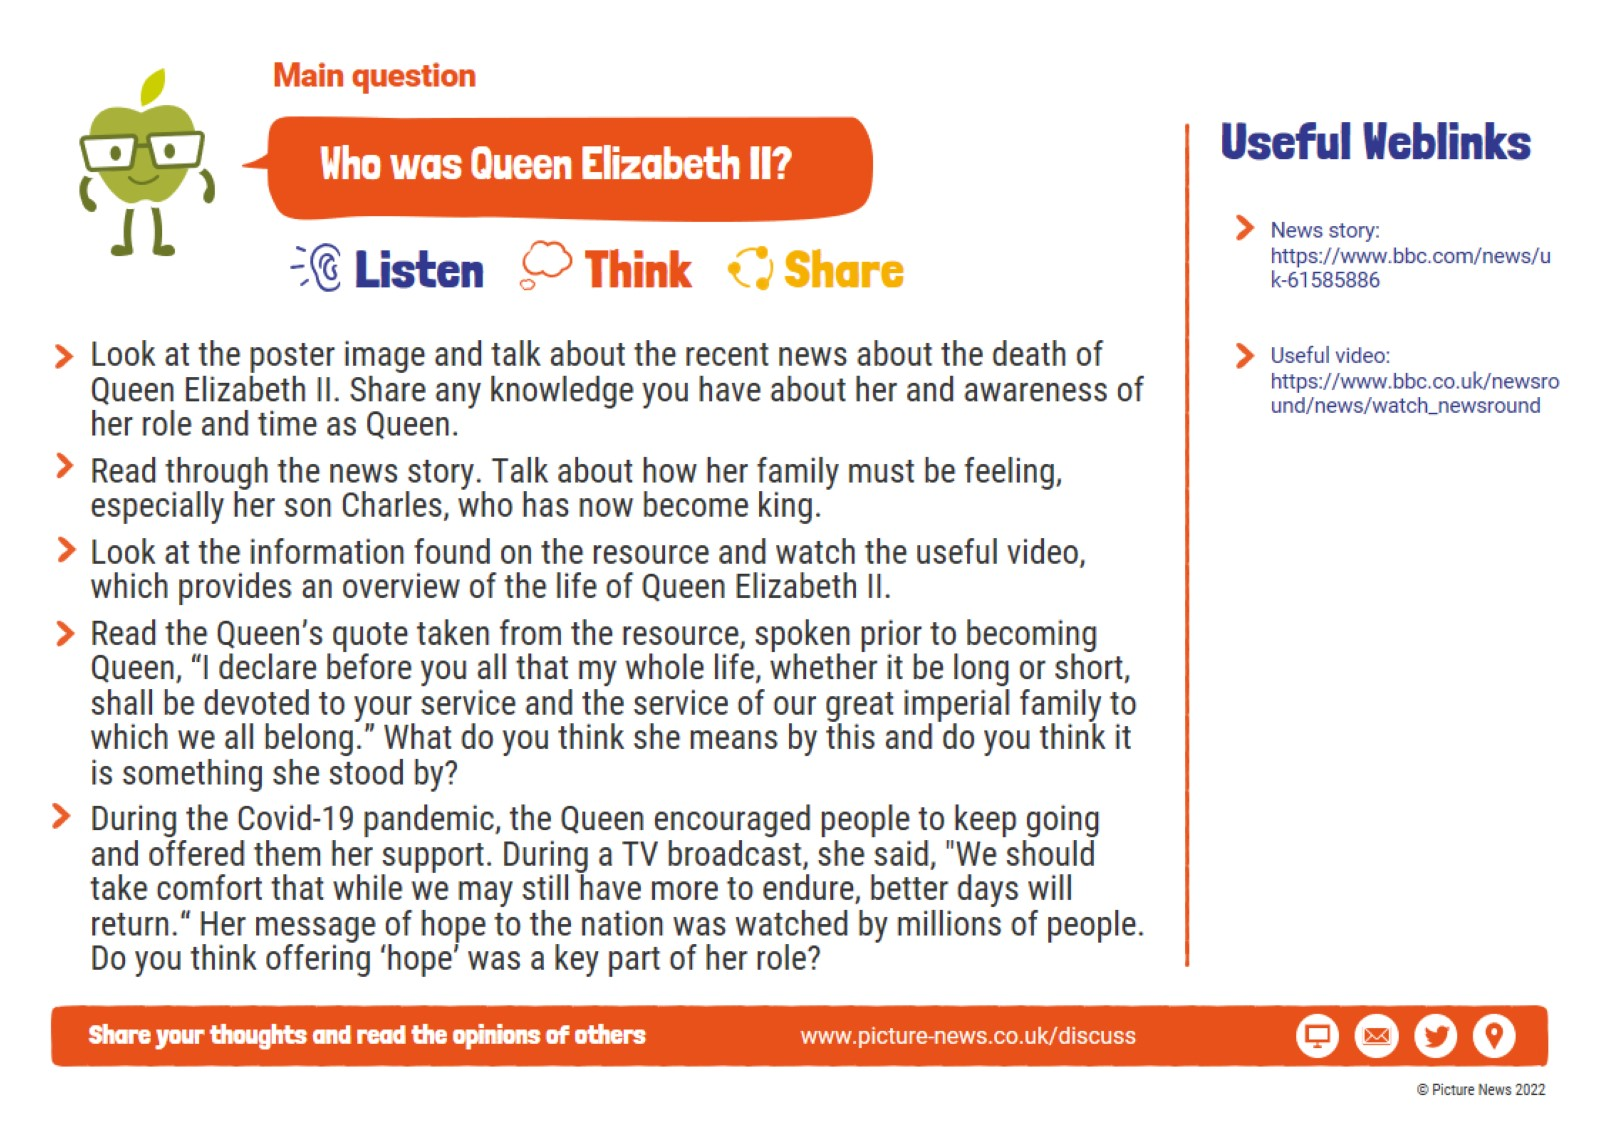 Main question
Who was Queen Elizabeth II?
Listen Think Share
Look at the poster image and talk about the recent news about the death of
Queen Elizabeth II. Share any knowledge you have about her and awareness of
her role and time as Queen.
Read through the news story. Talk about how her family must be feeling,
especially her son Charles, who has now become king.
Look at the information found on the resource and watch the useful video,
which provides an overview of the life of Queen Elizabeth II.
Read the Queen’s quote taken from the resource, spoken prior to becoming
Queen, “I declare before you all that my whole life, whether it be long or short,
shall be devoted to your service and the service of our great imperial family to
which we all belong.” What do you think she means by this and do you think it
is something she stood by?
During the Covid-19 pandemic, the Queen encouraged people to keep going
and offered them her support. During a TV broadcast, she said, "We should
take comfort that while we may still have more to endure, better days will
return.“ Her message of hope to the nation was watched by millions of people.
Do you think offering ‘hope’ was a key part of her role?
Useful Weblinks
News story:
https://www.bbc.com/news/u
k-61585886
Useful video:
https://www.bbc.co.uk/newsro
und/news/watch_newsround
Share your thoughts and read the opinions of others
www.picture-news.co.uk/discuss
© Picture News 2022